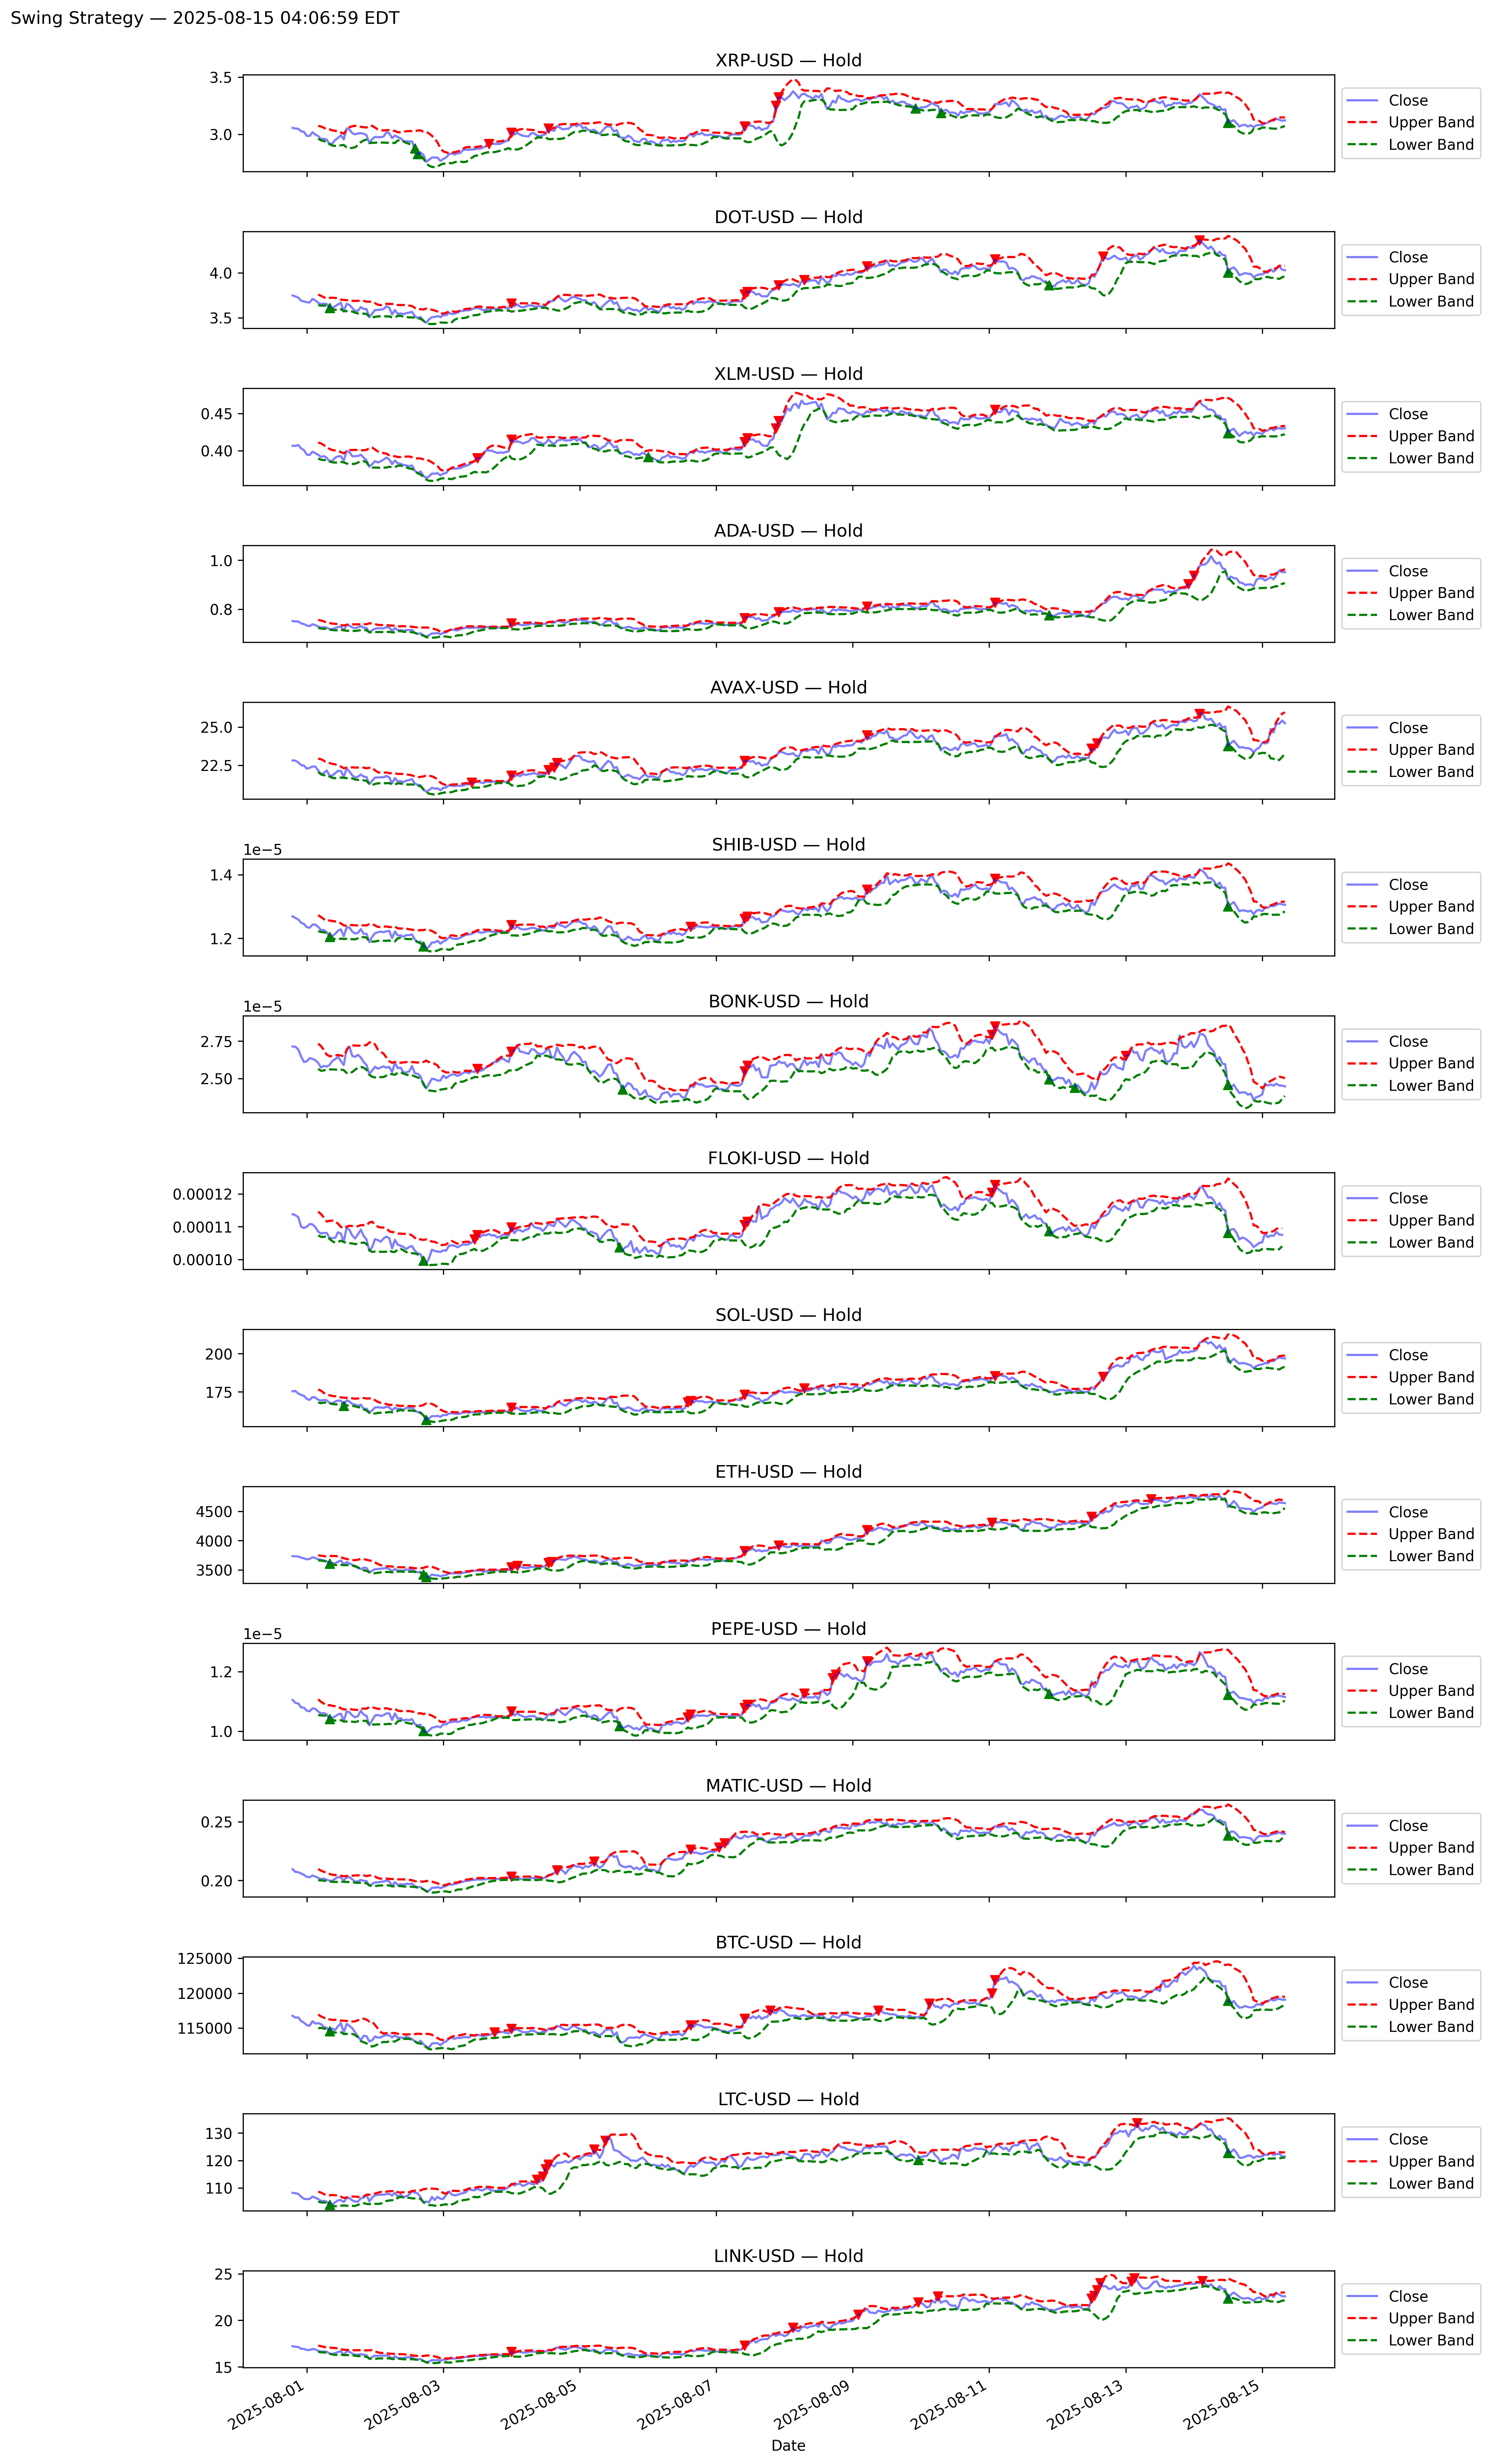 Swing Strategy — 2025-08-15 04:06:59 EDT
XRP-USD — Hold
3.5
3.0
Close
Upper Band
Lower Band
DOT-USD — Hold
4.0
3.5
Close
Upper Band
Lower Band
XLM-USD — Hold
0.45
0.40
Close
Upper Band
Lower Band
ADA-USD — Hold
1.0
0.8
Close
Upper Band
Lower Band
AVAX-USD — Hold
25.0
22.5
Close
Upper Band
Lower Band
SHIB-USD — Hold
1e−5
1.4
1.2
Close
Upper Band
Lower Band
BONK-USD — Hold
1e−5
2.75
2.50
Close
Upper Band
Lower Band
FLOKI-USD — Hold
0.00012
0.00011
0.00010
Close
Upper Band
Lower Band
SOL-USD — Hold
200
175
Close
Upper Band
Lower Band
ETH-USD — Hold
4500
4000
3500
Close
Upper Band
Lower Band
PEPE-USD — Hold
1e−5
1.2
1.0
Close
Upper Band
Lower Band
MATIC-USD — Hold
0.25
0.20
Close
Upper Band
Lower Band
BTC-USD — Hold
125000
120000
115000
Close
Upper Band
Lower Band
LTC-USD — Hold
130
120
110
Close
Upper Band
Lower Band
LINK-USD — Hold
25
20
15
Close
Upper Band
Lower Band
2025-08-01
2025-08-03
2025-08-05
2025-08-07
2025-08-09
2025-08-11
2025-08-13
2025-08-15
Date